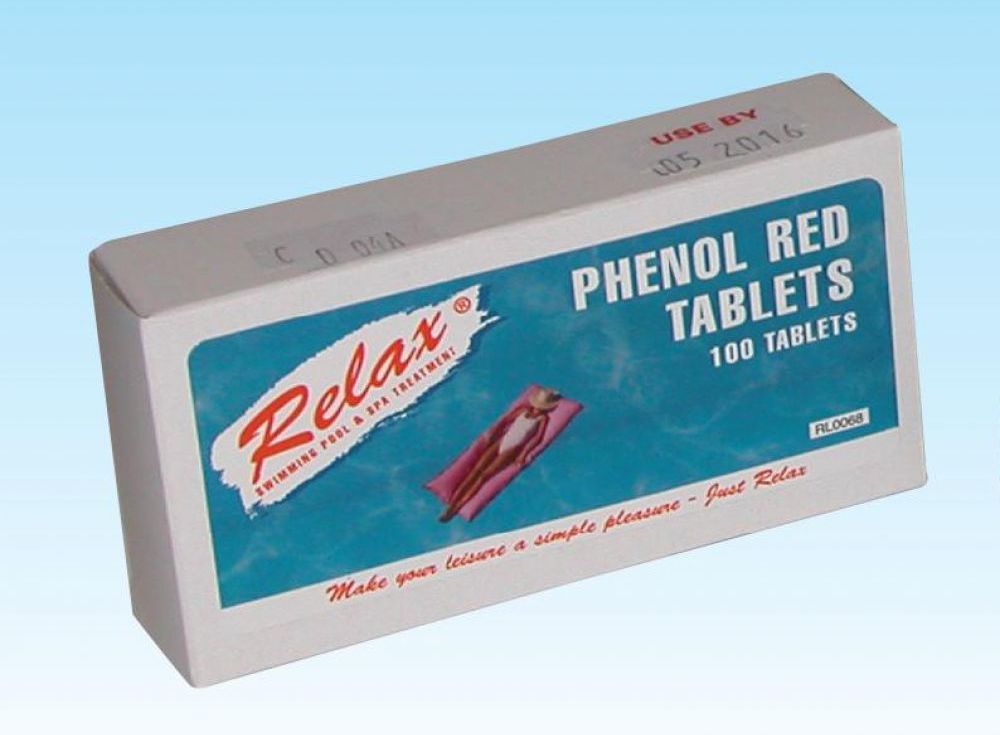 USE BY
05 2016
C D 04A
PHENOL RED
TABLETS
100 TABLETS
Relax®
SWIMMING POOL & SPA TREATMENT
RL0068
Make your leisure a simple pleasure - Just Relax